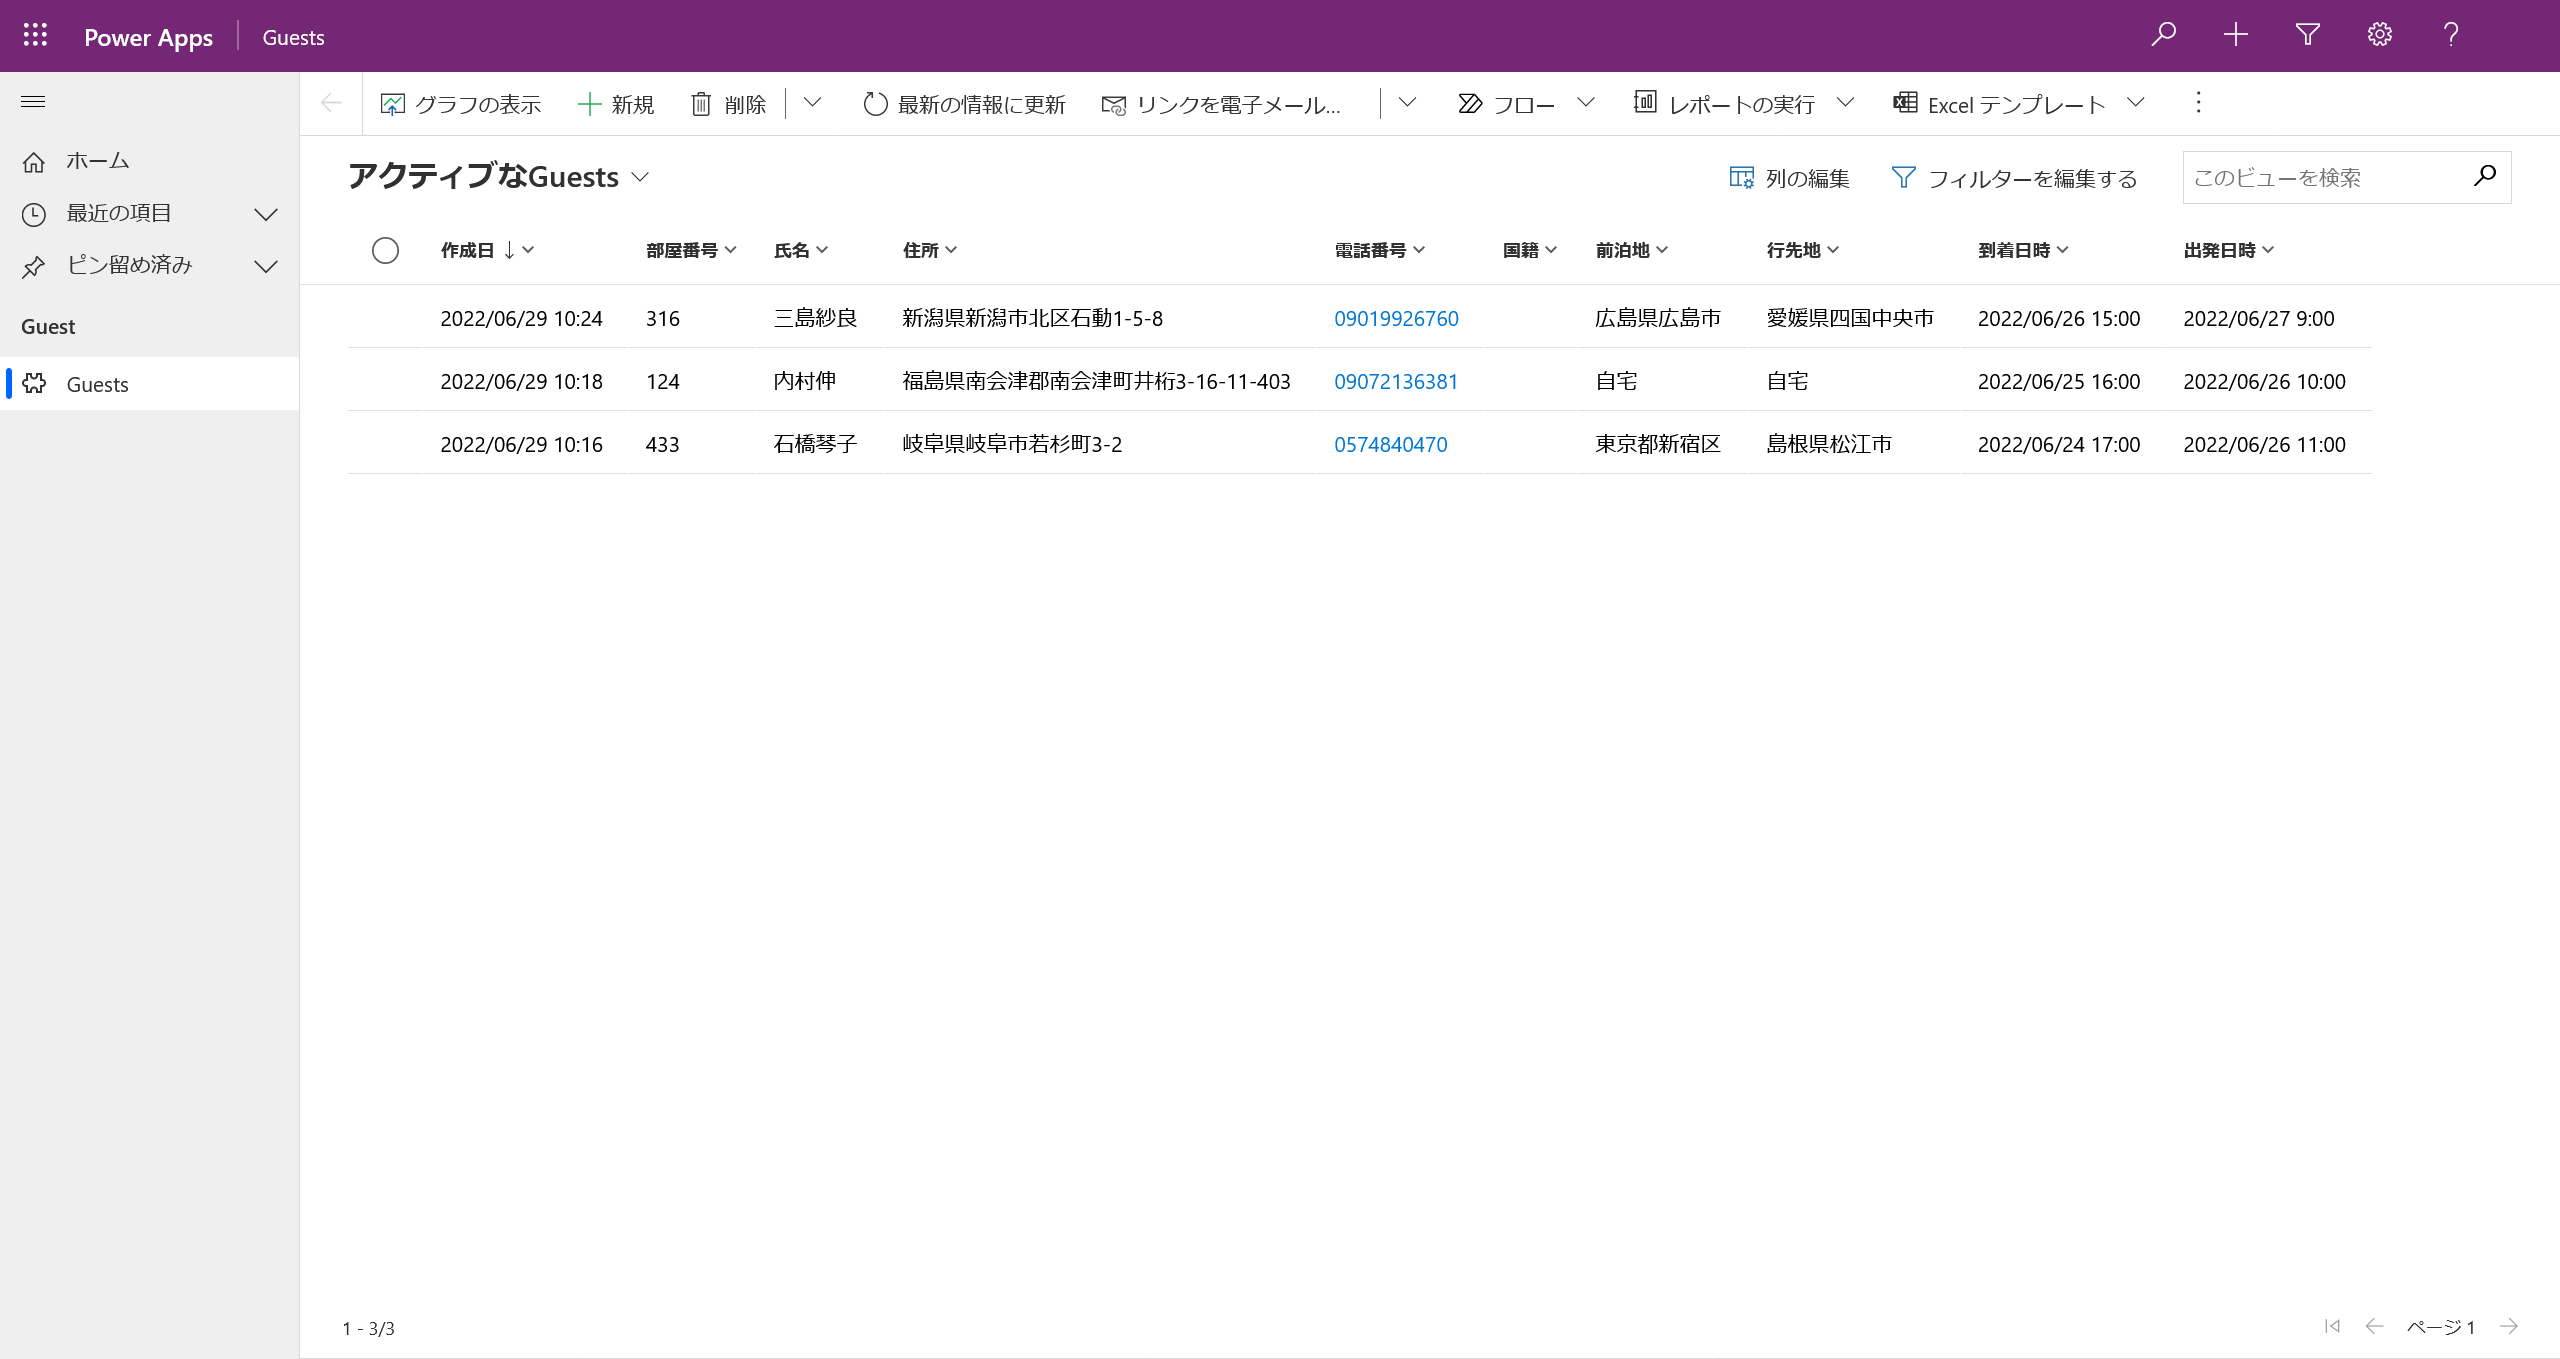 Power Apps Guests
グラフの表示 新規 削除 最新の情報に更新 リンクを電子メール... フロー レポートの実行 Excel テンプレート
ホーム
最近の項目
ピン留め済み
Guest
Guests
アクティブなGuests 列の編集 フィルターを編集する このビューを検索
作成日 ↓ 部屋番号 氏名 住所 電話番号 国籍 前泊地 行先地 到着日時 出発日時
2022/06/29 10:24 316 三島紗良 新潟県新潟市北区石動1-5-8 09019926760 広島県広島市 愛媛県四国中央市 2022/06/26 15:00 2022/06/27 9:00
2022/06/29 10:18 124 内村伸 福島県南会津郡南会津町井桁3-16-11-403 09072136381 自宅 自宅 2022/06/25 16:00 2022/06/26 10:00
2022/06/29 10:16 433 石橋琴子 岐阜県岐阜市若杉町3-2 0574840470 東京都新宿区 島根県松江市 2022/06/24 17:00 2022/06/26 11:00
1 - 3/3 ページ 1